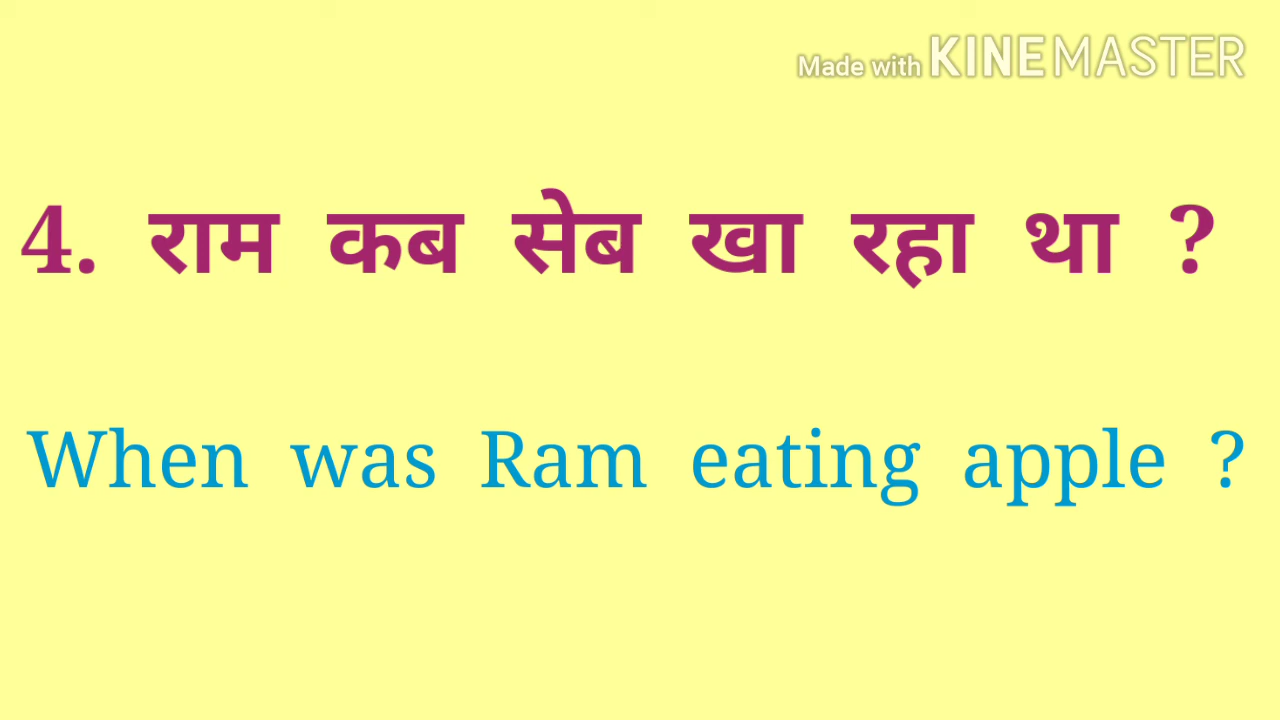 Made with KINEMASTER
4. राम कब सेब खा रहा था ?
When was Ram eating apple ?